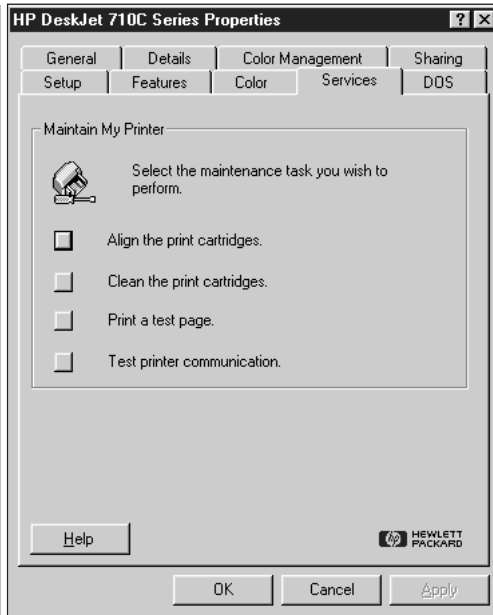 HP DeskJet 710C Series Properties
General Details Color Management Sharing
Setup Features Color Services DOS
Maintain My Printer
Select the maintenance task you wish to
perform.
Align the print cartridges.
Clean the print cartridges.
Print a test page.
Test printer communication.
Help
hp HEWLETT
PACKARD
OK Cancel Apply